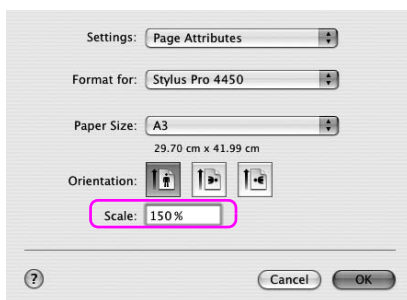 Settings: Page Attributes
Format for: Stylus Pro 4450
Paper Size: A3
29.70 cm x 41.99 cm
Orientation:
Scale: 150%
? Cancel OK